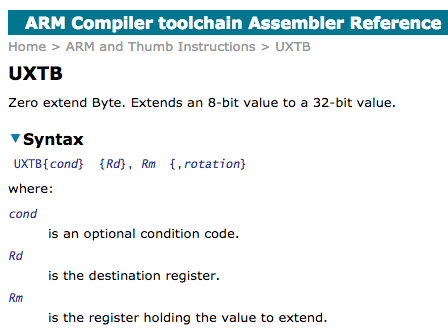 ARM Compiler toolchain Assembler Reference
Home > ARM and Thumb Instructions > UXTB
UXTB
Zero extend Byte. Extends an 8-bit value to a 32-bit value.
▼Syntax
UXTB{cond} {Rd}, Rm {,rotation}
where:
cond
is an optional condition code.
Rd
is the destination register.
Rm
is the register holding the value to extend.